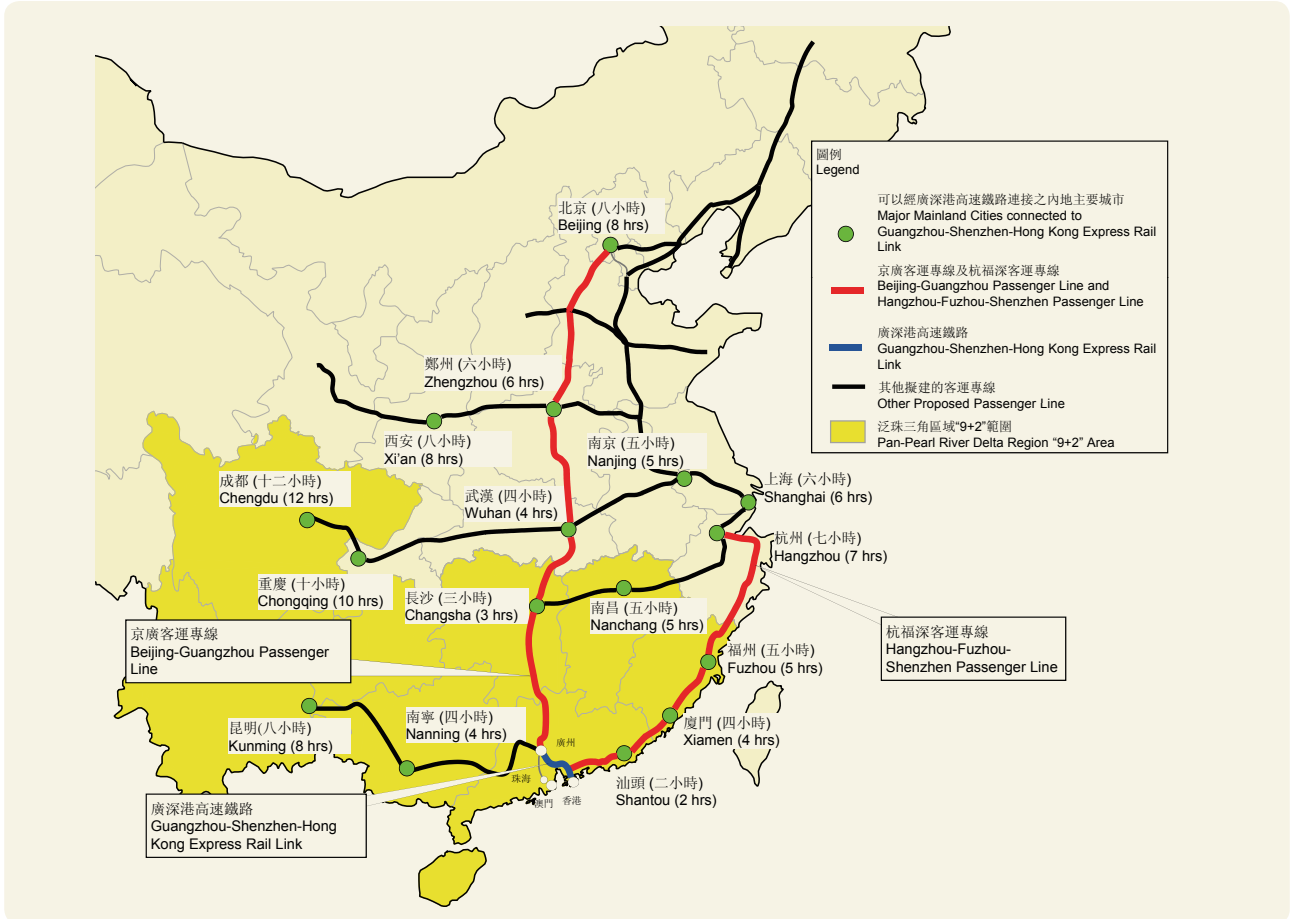 北京 (八小時)
Beijing (8 hrs)
圖例
Legend
可以經廣深港高速鐵路連接之內地主要城市
Major Mainland Cities connected to
Guangzhou-Shenzhen-Hong Kong Express Rail
Link
京廣客運專線及杭福深客運專線
Beijing-Guangzhou Passenger Line and
Hangzhou-Fuzhou-Shenzhen Passenger Line
廣深港高速鐵路
Guangzhou-Shenzhen-Hong Kong Express Rail
Link
其他擬建的客運專線
Other Proposed Passenger Line
泛珠三角區域“9+2”範圍
Pan-Pearl River Delta Region “9+2” Area
鄭州 (六小時)
Zhengzhou (6 hrs)
西安 (八小時)
Xi’an (8 hrs)
南京 (五小時)
Nanjing (5 hrs)
成都 (十二小時)
Chengdu (12 hrs)
武漢 (四小時)
Wuhan (4 hrs)
上海 (六小時)
Shanghai (6 hrs)
杭州 (七小時)
Hangzhou (7 hrs)
重慶 (十小時)
Chongqing (10 hrs)
長沙 (三小時)
Changsha (3 hrs)
南昌 (五小時)
Nanchang (5 hrs)
京廣客運專線
Beijing-Guangzhou Passenger
Line
杭福深客運專線
Hangzhou-Fuzhou-
Shenzhen Passenger Line
福州 (五小時)
Fuzhou (5 hrs)
昆明(八小時)
Kunming (8 hrs)
南寧 (四小時)
Nanning (4 hrs)
廈門 (四小時)
Xiamen (4 hrs)
廣州
珠海
澳門
香港
汕頭 (二小時)
Shantou (2 hrs)
廣深港高速鐵路
Guangzhou-Shenzhen-Hong
Kong Express Rail Link